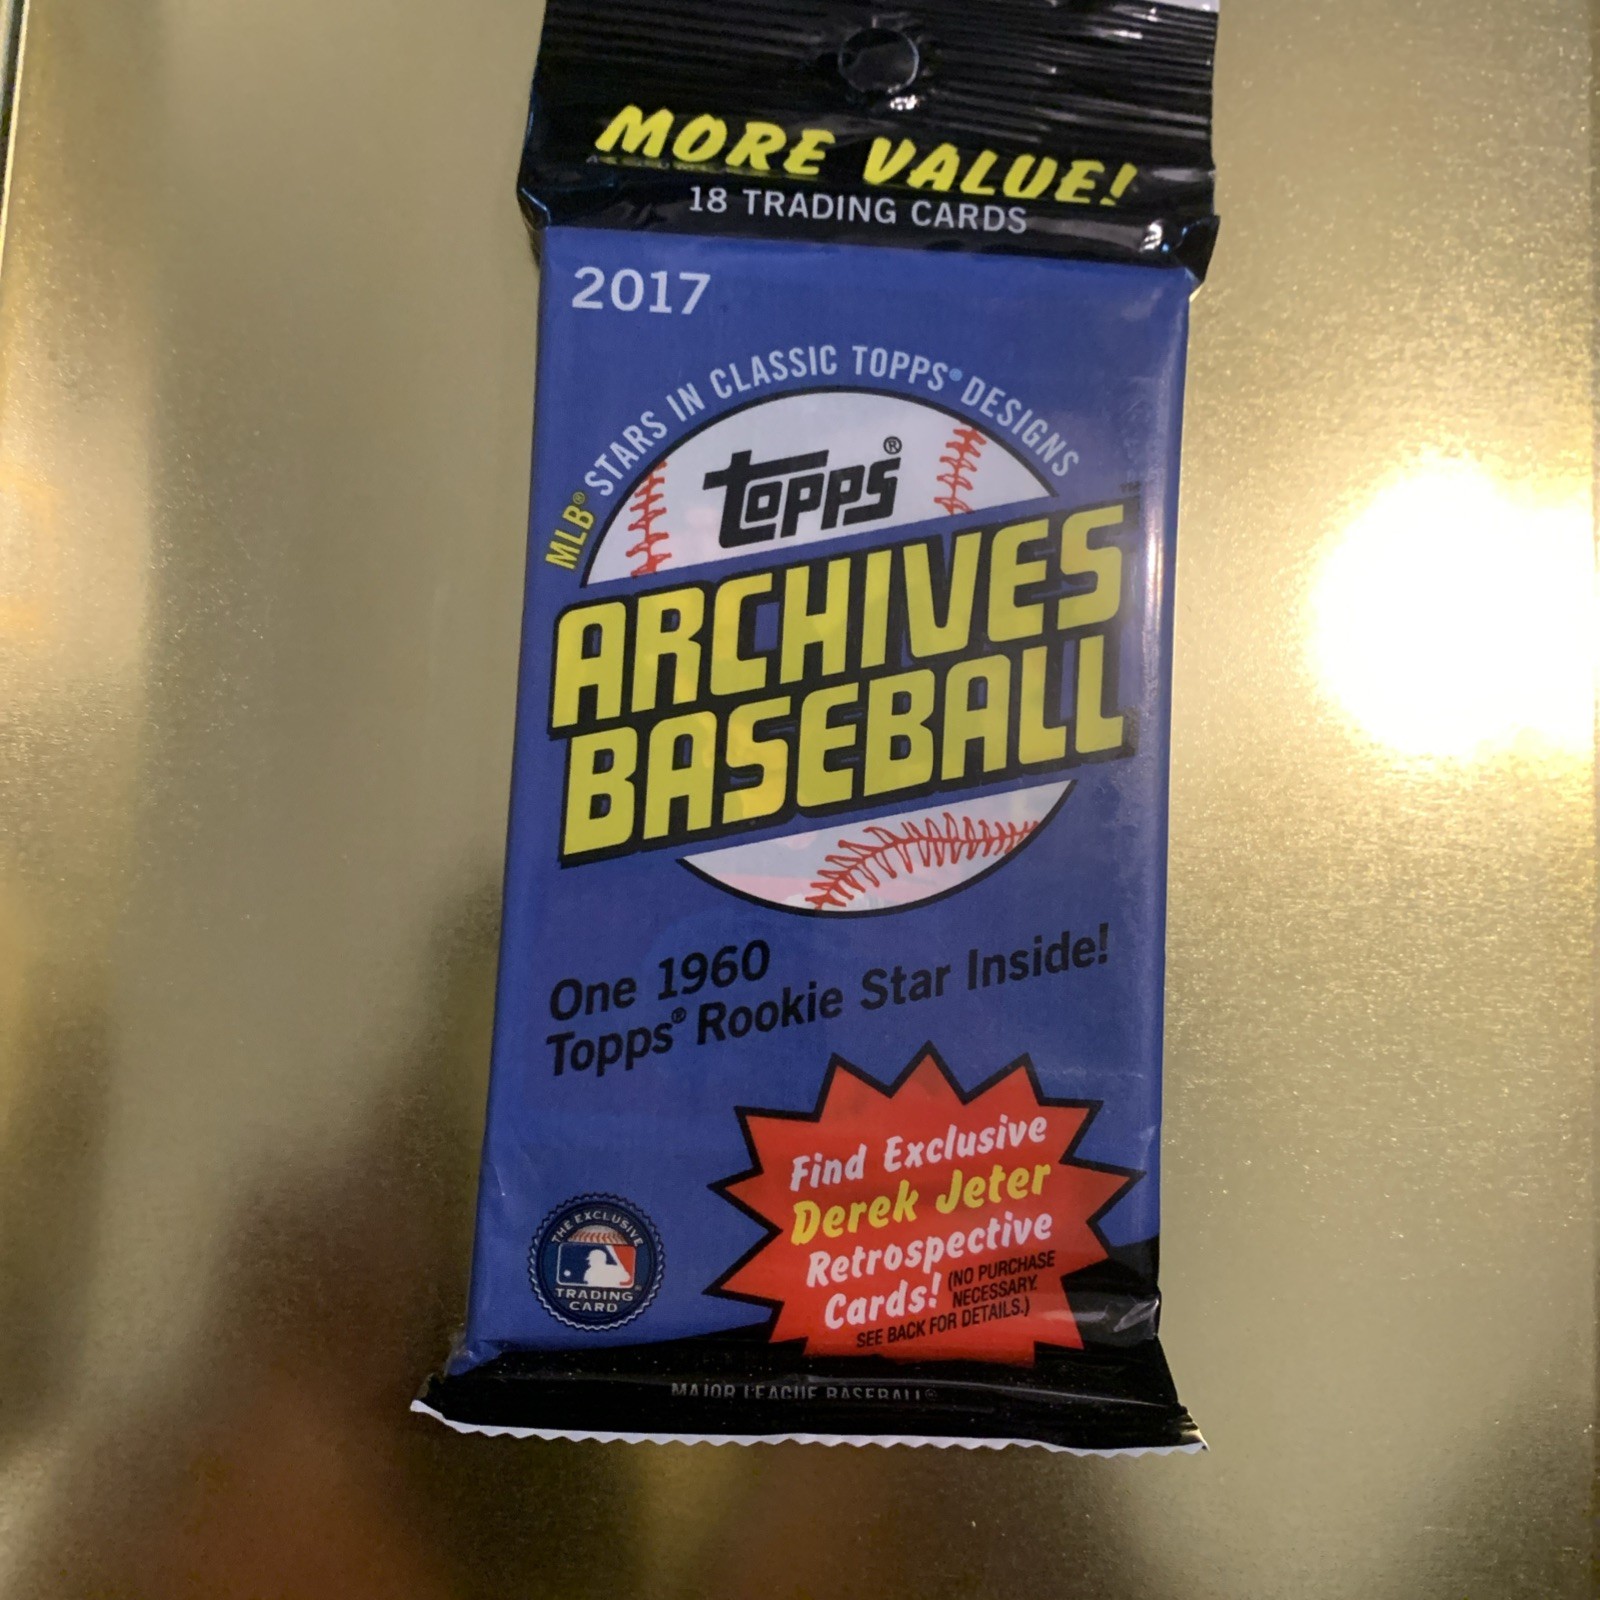 MORE VALUE!
18 TRADING CARDS
2017
MLB® STARS IN CLASSIC TOPPS® DESIGNS
Topps®
ARCHIVES
BASEBALL
One 1960
Topps® Rookie Star Inside!
Find Exclusive
Derek Jeter
Retrospective
Cards! (NO PURCHASE
NECESSARY.
SEE BACK FOR DETAILS.)
THE EXCLUSIVE
TRADING
CARD
MAJOR LEAGUE BASEBALL®